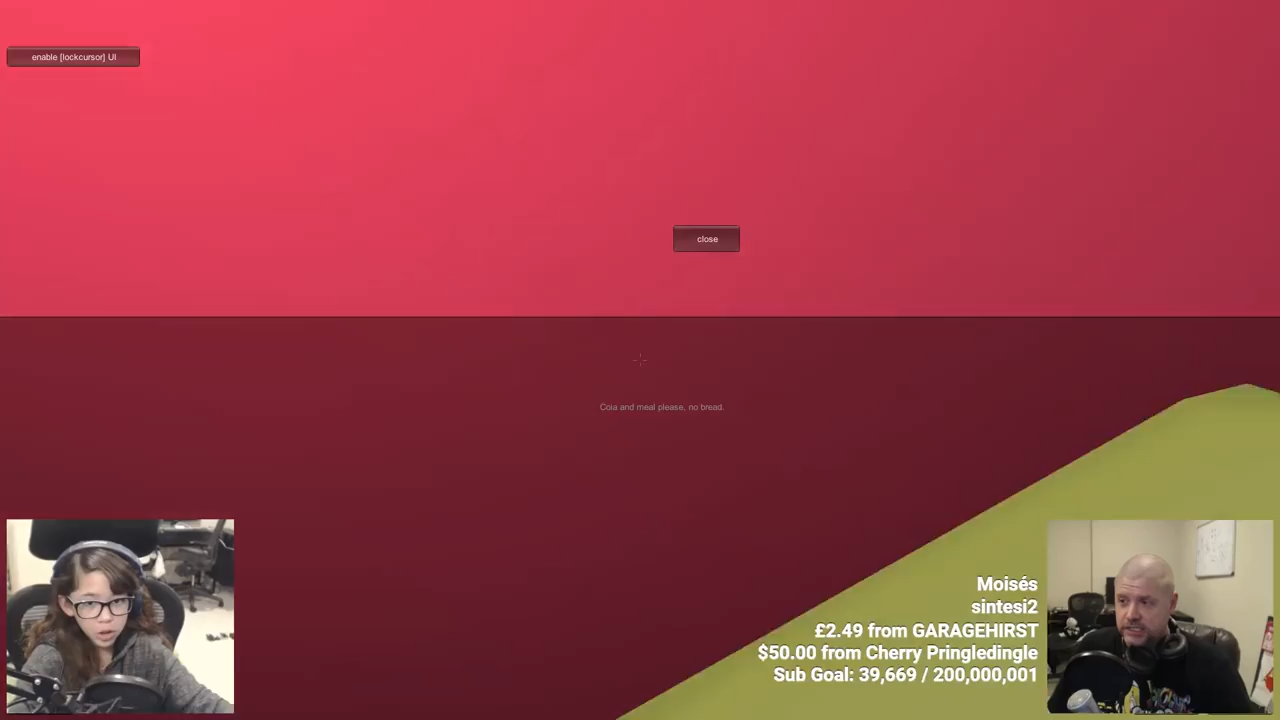 enable [lockcursor] UI
close
Cola and meal please, no bread.
Moisés
sintesi2
£2.49 from GARAGEHIRST
$50.00 from Cherry Pringledingle
Sub Goal: 39,669 / 200,000,001